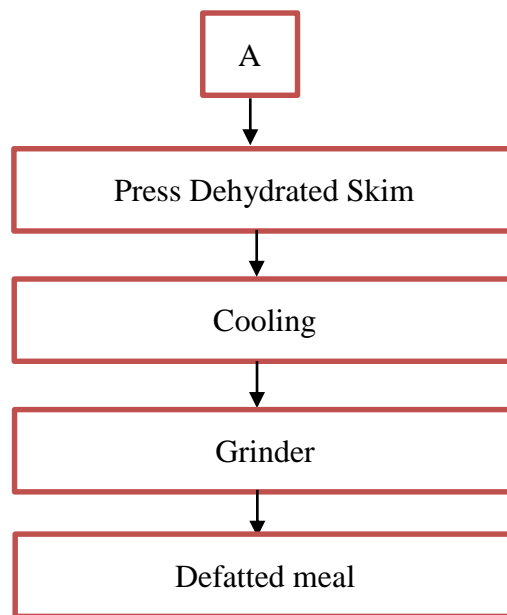 A
Press Dehydrated Skim
Cooling
Grinder
Defatted meal